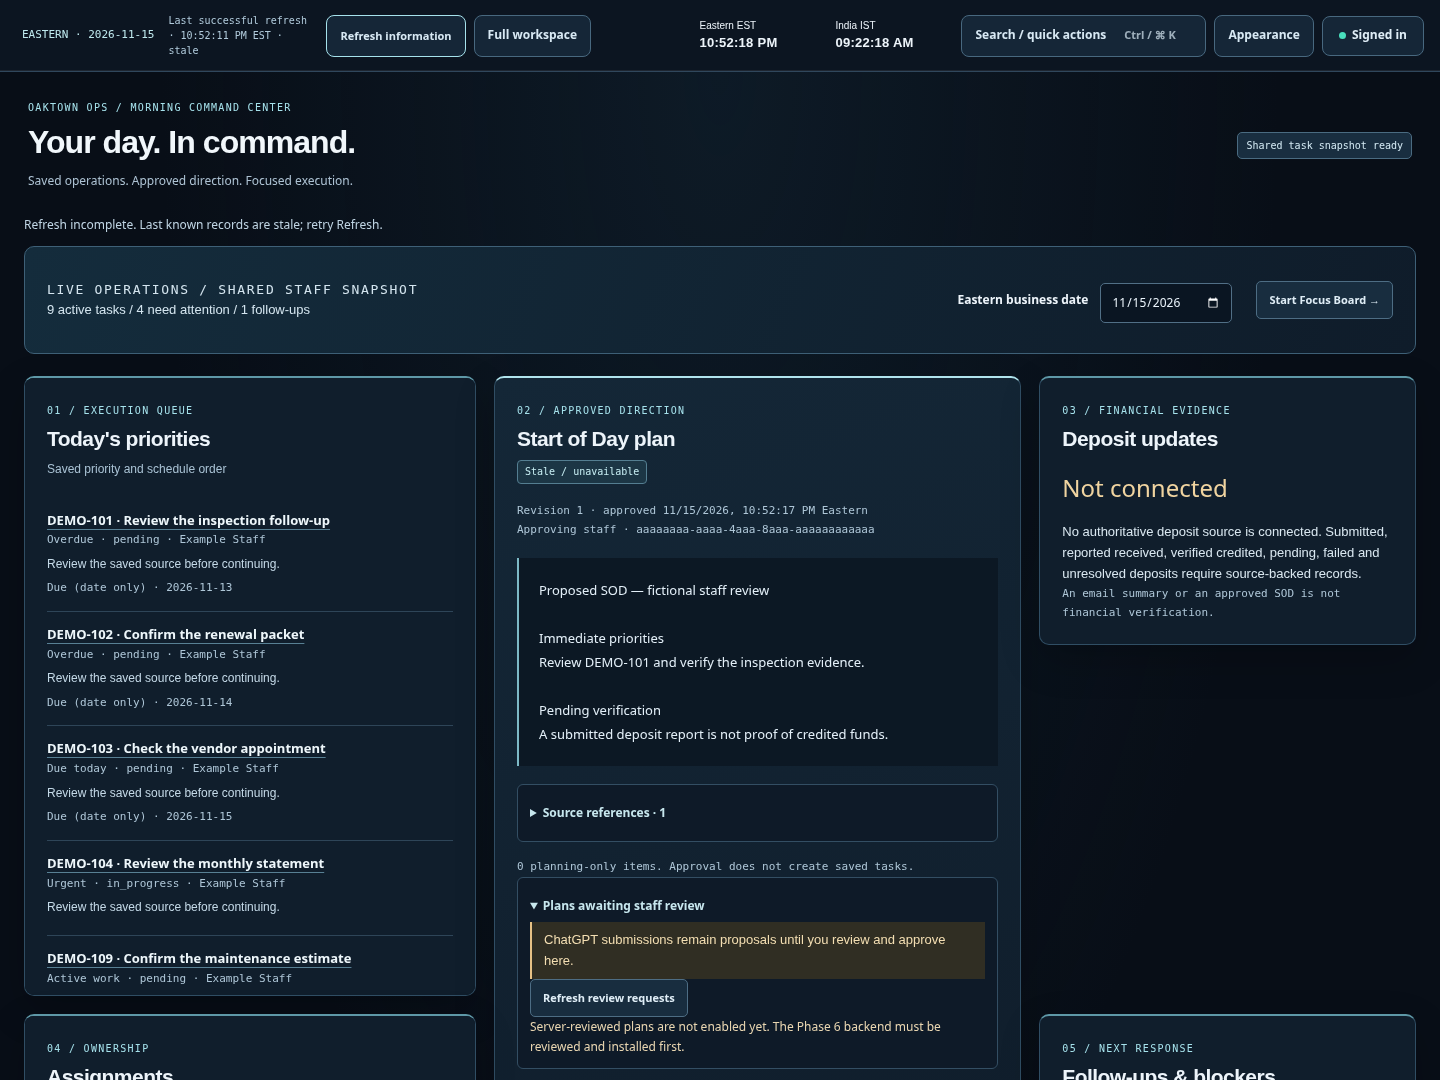 EASTERN · 2026-11-15
Last successful refresh
· 10:52:11 PM EST ·
stale
Refresh information
Full workspace
Eastern EST
10:52:18 PM
India IST
09:22:18 AM
Search / quick actions
Ctrl / ⌘ K
Appearance
Signed in
OAKTOWN OPS / MORNING COMMAND CENTER
Your day. In command.
Saved operations. Approved direction. Focused execution.
Shared task snapshot ready
Refresh incomplete. Last known records are stale; retry Refresh.
LIVE OPERATIONS / SHARED STAFF SNAPSHOT
9 active tasks / 4 need attention / 1 follow-ups
Eastern business date
11/15/2026
Start Focus Board →
01 / EXECUTION QUEUE
Today's priorities
Saved priority and schedule order
DEMO-101 · Review the inspection follow-up
Overdue · pending · Example Staff
Review the saved source before continuing.
Due (date only) · 2026-11-13
DEMO-102 · Confirm the renewal packet
Overdue · pending · Example Staff
Review the saved source before continuing.
Due (date only) · 2026-11-14
DEMO-103 · Check the vendor appointment
Due today · pending · Example Staff
Review the saved source before continuing.
Due (date only) · 2026-11-15
DEMO-104 · Review the monthly statement
Urgent · in_progress · Example Staff
Review the saved source before continuing.
DEMO-109 · Confirm the maintenance estimate
Active work · pending · Example Staff
02 / APPROVED DIRECTION
Start of Day plan
Stale / unavailable
Revision 1 · approved 11/15/2026, 10:52:17 PM Eastern
Approving staff · aaaaaaaa-aaaa-4aaa-8aaa-aaaaaaaaaaaa
Proposed SOD — fictional staff review
Immediate priorities
Review DEMO-101 and verify the inspection evidence.
Pending verification
A submitted deposit report is not proof of credited funds.
Source references · 1
0 planning-only items. Approval does not create saved tasks.
Plans awaiting staff review
ChatGPT submissions remain proposals until you review and approve
here.
Refresh review requests
Server-reviewed plans are not enabled yet. The Phase 6 backend must be
reviewed and installed first.
03 / FINANCIAL EVIDENCE
Deposit updates
Not connected
No authoritative deposit source is connected. Submitted,
reported received, verified credited, pending, failed and
unresolved deposits require source-backed records.
An email summary or an approved SOD is not
financial verification.
04 / OWNERSHIP
Assignments
05 / NEXT RESPONSE
Follow-ups & blockers